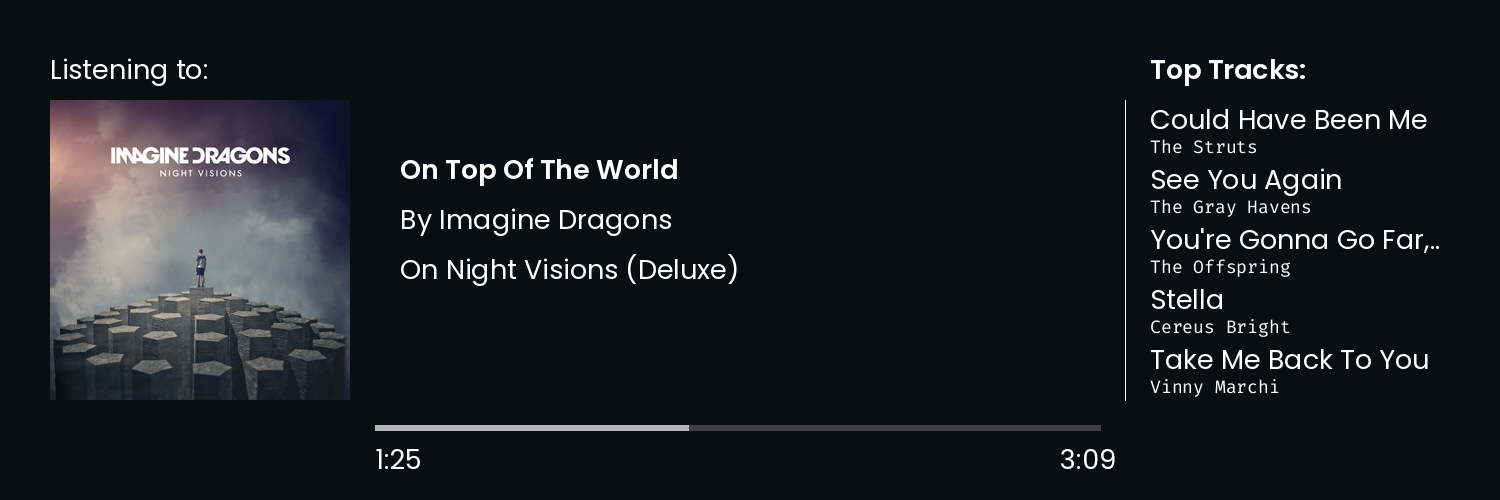 Listening to:
IMAGINE DRAGONS
NIGHT VISIONS
On Top Of The World
By Imagine Dragons
On Night Visions (Deluxe)
1:25
3:09
Top Tracks:
Could Have Been Me
The Struts
See You Again
The Gray Havens
You're Gonna Go Far,..
The Offspring
Stella
Cereus Bright
Take Me Back To You
Vinny Marchi